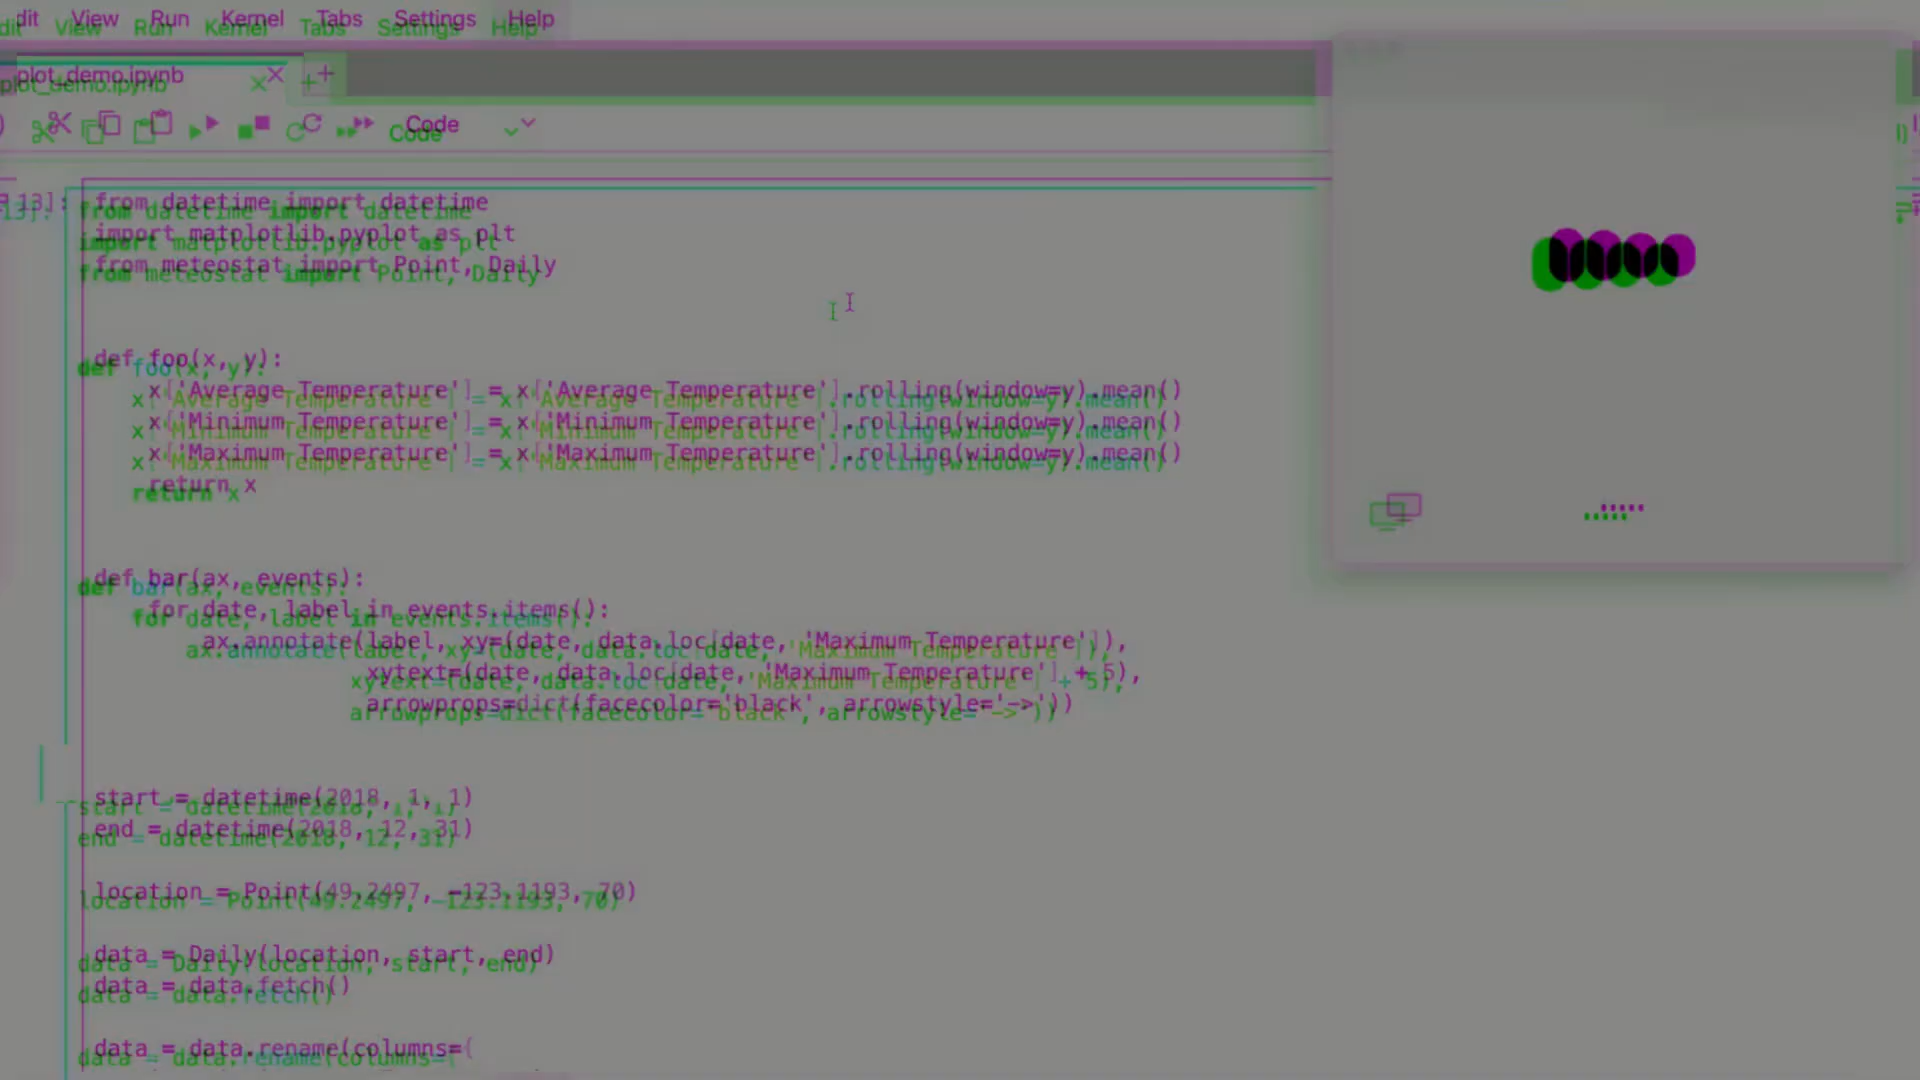 dit View Run Kernel Tabs Settings Help
plot_demo.ipynb
Code
13]:
from datetime import datetime
import matplotlib.pyplot as plt
from meteostat import Point, Daily
def foo(x, y):
x['Average Temperature'] = x['Average Temperature'].rolling(window=y).mean()
x['Minimum Temperature'] = x['Minimum Temperature'].rolling(window=y).mean()
x['Maximum Temperature'] = x['Maximum Temperature'].rolling(window=y).mean()
return x
def bar(ax, events):
for date, label in events.items():
ax.annotate(label, xy=(date, data.loc[date, 'Maximum Temperature']),
xytext=(date, data.loc[date, 'Maximum Temperature'] + 5),
arrowprops=dict(facecolor='black', arrowstyle='->'))
start = datetime(2018, 1, 1)
end = datetime(2018, 12, 31)
location = Point(49.2497, -123.1193, 70)
data = Daily(location, start, end)
data = data.fetch()
data = data.rename(columns={